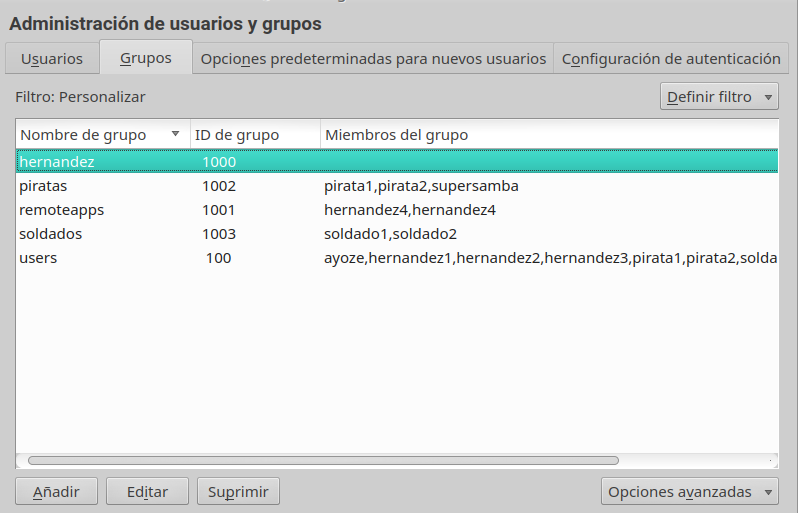 Administración de usuarios y grupos
Usuarios Grupos Opciones predeterminadas para nuevos usuarios Configuración de autenticación
Filtro: Personalizar Definir filtro
Nombre de grupo ID de grupo Miembros del grupo
hernandez 1000
piratas 1002 pirata1,pirata2,supersamba
remoteapps 1001 hernandez4,hernandez4
soldados 1003 soldado1,soldado2
users 100 ayoze,hernandez1,hernandez2,hernandez3,pirata1,pirata2,solda
Añadir Editar Suprimir Opciones avanzadas